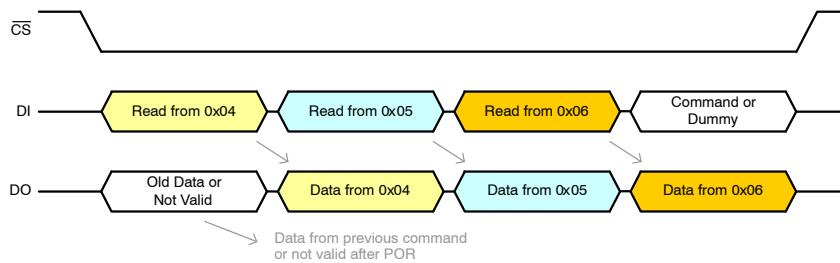 CS
DI
Read from 0x04
Read from 0x05
Read from 0x06
Command or
Dummy
DO
Old Data or
Not Valid
Data from 0x04
Data from 0x05
Data from 0x06
Data from previous command
or not valid after POR